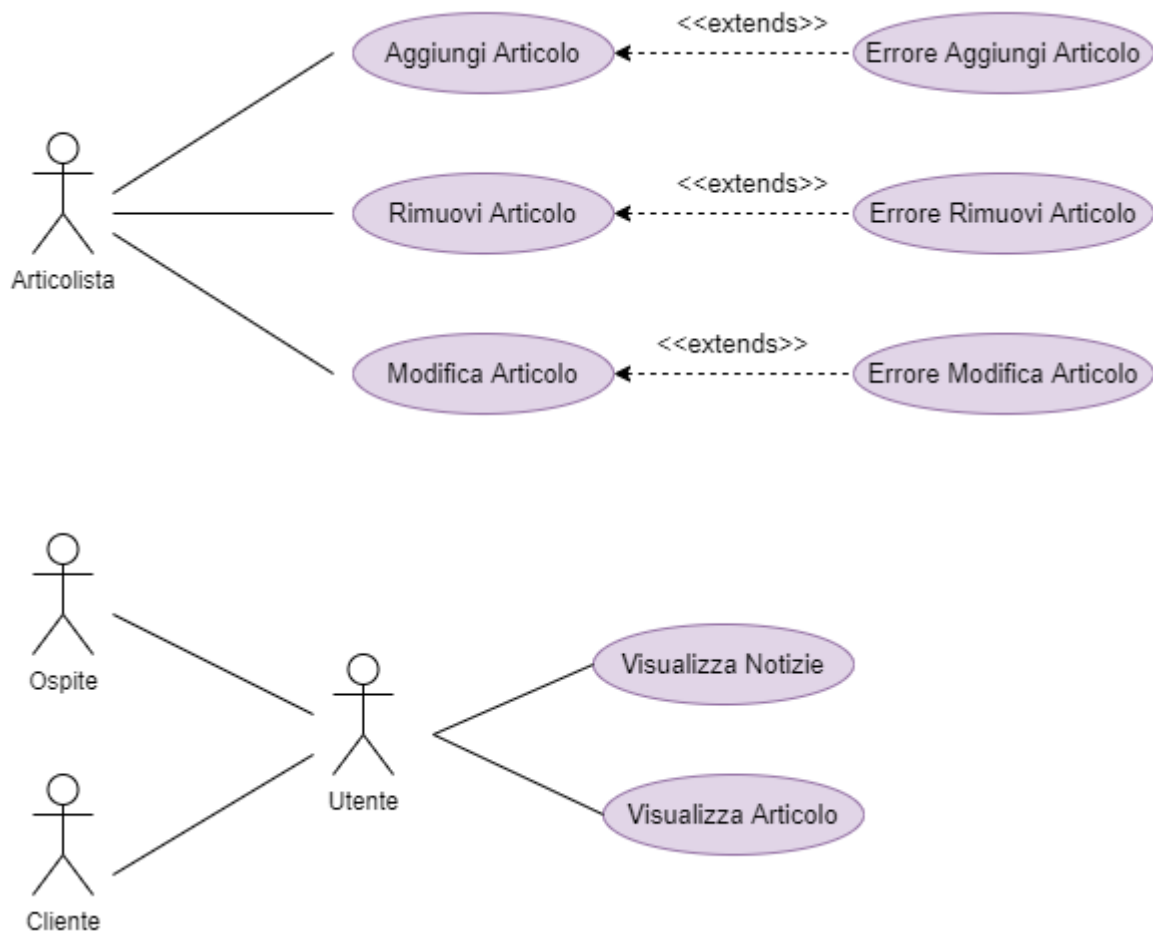 Aggiungi Articolo
<<extends>>
Errore Aggiungi Articolo
Articolista
Rimuovi Articolo
<<extends>>
Errore Rimuovi Articolo
Modifica Articolo
<<extends>>
Errore Modifica Articolo
Ospite
Cliente
Utente
Visualizza Notizie
Visualizza Articolo